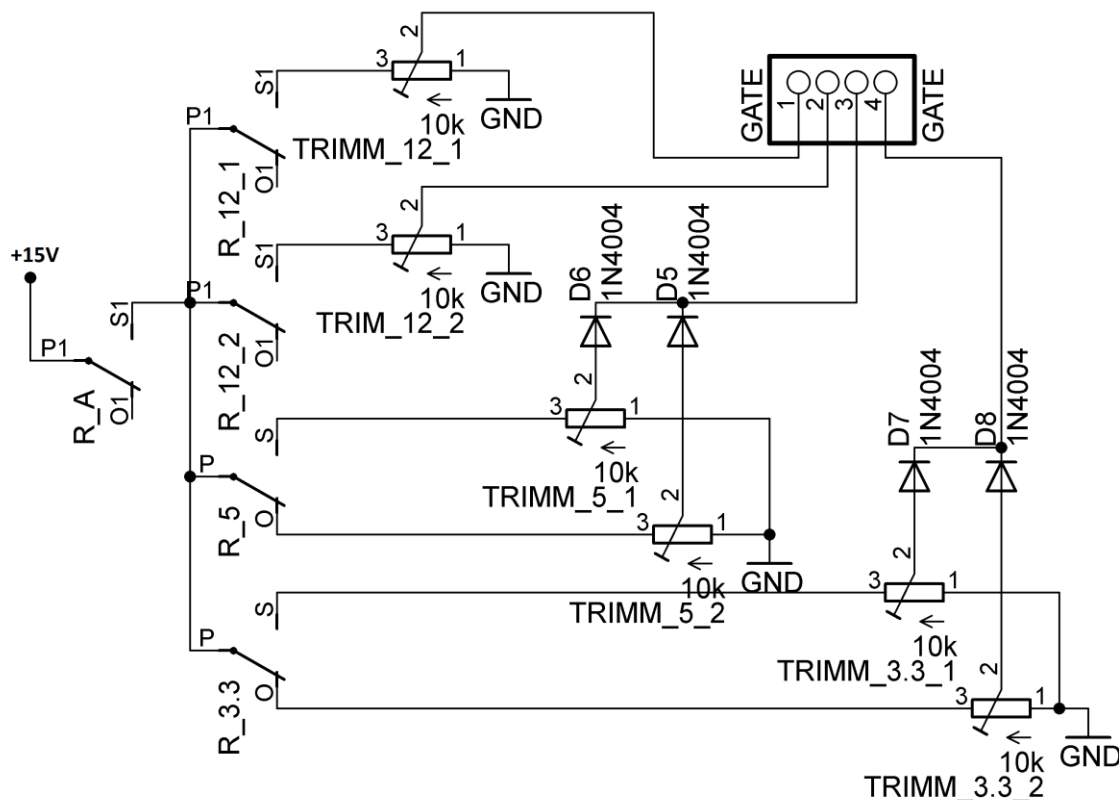 2
3
1
S1
10k
GND
TRIMM_12_1
P1
O1
R_12_1
GATE
1
2
3
4
GATE
2
3
1
S1
10k
GND
TRIM_12_2
P1
O1
R_12_2
+15V
P1
S1
O1
R_A
D6
1N4004
D5
1N4004
2
3
1
S
10k
TRIMM_5_1
P
O
R_5
2
3
1
10k
GND
TRIMM_5_2
D7
1N4004
D8
1N4004
2
3
1
S
10k
TRIMM_3.3_1
P
O
R_3.3
2
3
1
10k
GND
TRIMM_3.3_2